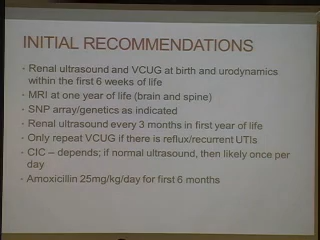 INITIAL RECOMMENDATIONS
- Renal ultrasound and VCUG at birth and urodynamics
within the first 6 weeks of life
- MRI at one year of life (brain and spine)
- SNP array/genetics as indicated
- Renal ultrasound every 3 months in first year of life
- Only repeat VCUG if there is reflux/recurrent UTIs
- CIC – depends; if normal ultrasound, then likely once per
day
- Amoxicillin 25mg/kg/day for first 6 months